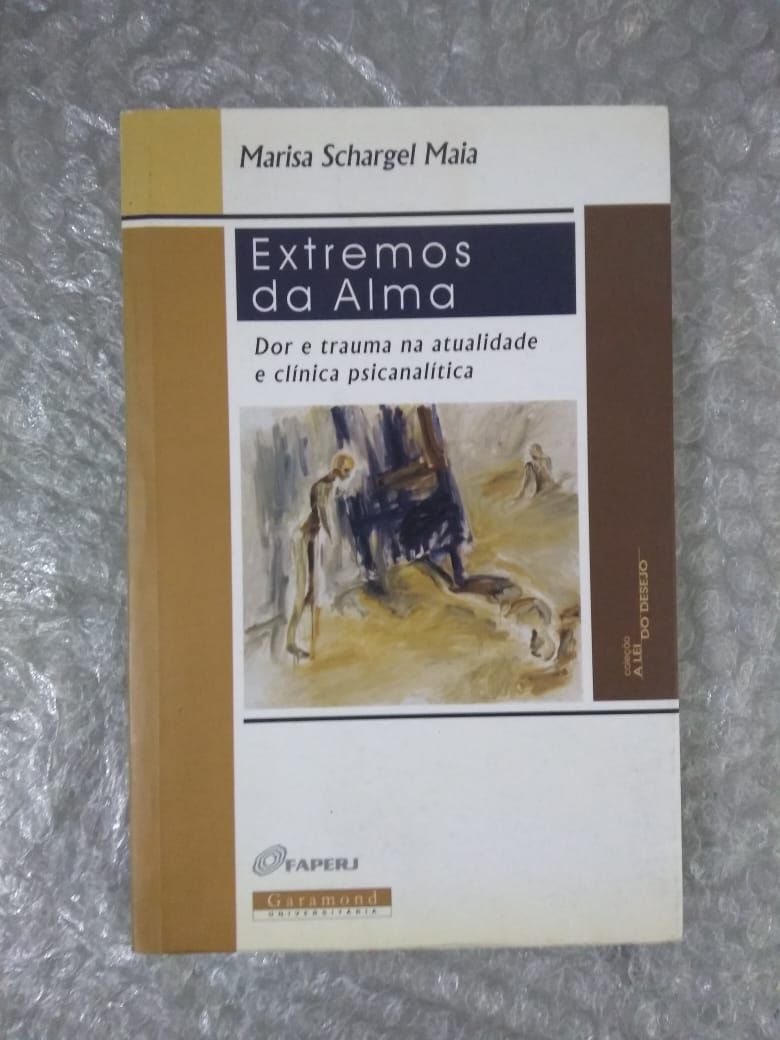 Marisa Schargel Maia
Extremos
da Alma
Dor e trauma na atualidade
e clínica psicanalítica
coleção
A LEI
DO DESEJO
FAPERJ
Garamond
UNIVERSITÁRIA